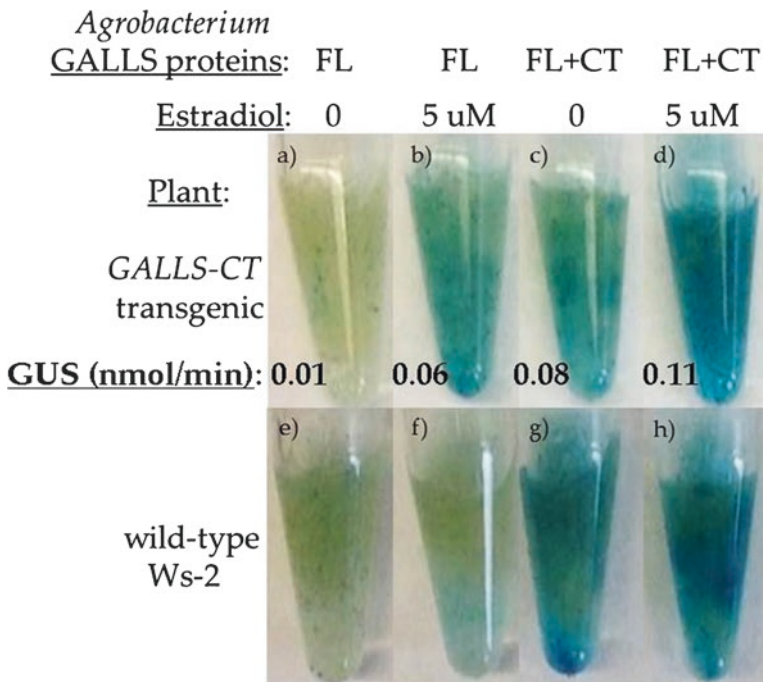 Agrobacterium
GALLS proteins: FL FL FL+CT FL+CT
Estradiol: 0 5 uM 0 5 uM
a) b) c) d)
Plant:
GALLS-CT
transgenic
GUS (nmol/min): 0.01 0.06 0.08 0.11
e) f) g) h)
wild-type
Ws-2